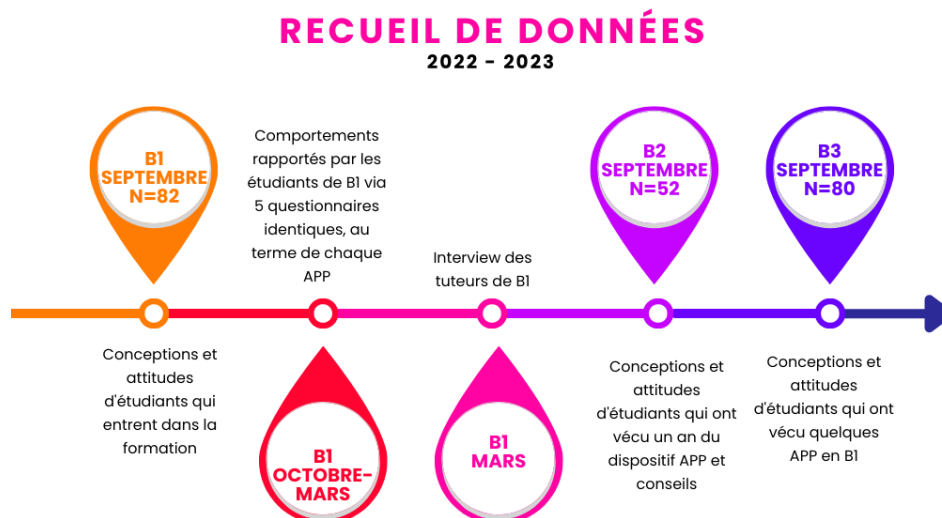 RECUEIL DE DONNÉES
2022 - 2023
B1
SEPTEMBRE
N=82
Conceptions et
attitudes
d'étudiants qui
entrent dans la
formation
Comportements
rapportés par les
étudiants de B1 via
5 questionnaires
identiques, au
terme de chaque
APP
B1
OCTOBRE-
MARS
Interview des
tuteurs de B1
B1
MARS
B2
SEPTEMBRE
N=52
Conceptions et
attitudes
d'étudiants qui ont
vécu un an du
dispositif APP et
conseils
B3
SEPTEMBRE
N=80
Conceptions et
attitudes
d'étudiants qui ont
vécu quelques
APP en B1